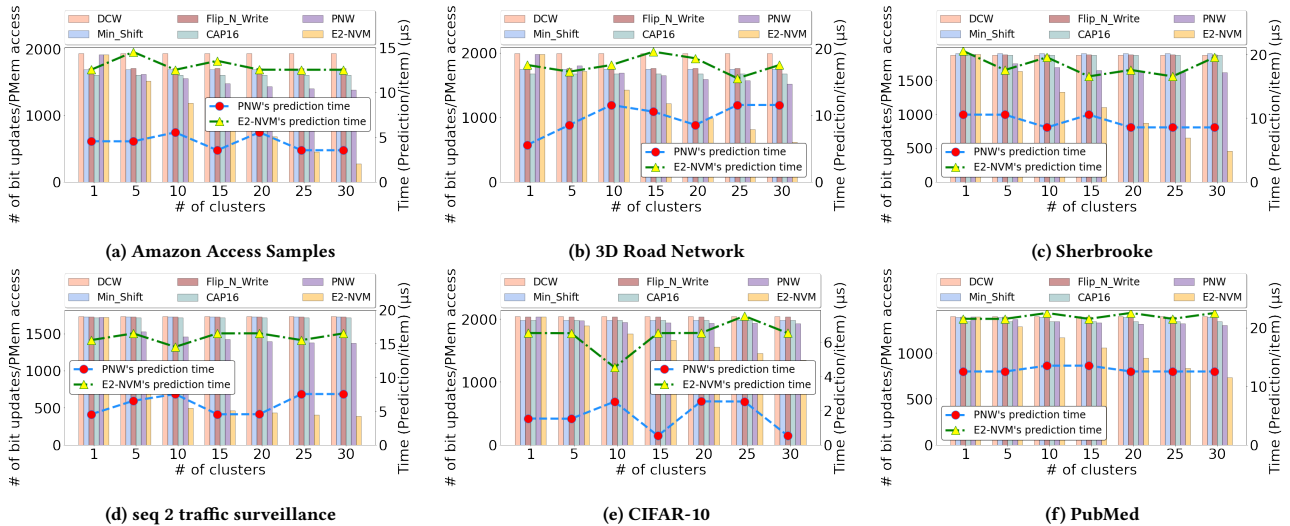 DCW Flip_N_Write PNW
Min_Shift CAP16 E2-NVM
# of bit updates/PMem access
2000
1000
0
15
10
5
0
Time (Prediction/item) (μs)
PNW's prediction time
E2-NVM's prediction time
1 5 10 15 20 25 30
# of clusters
(a) Amazon Access Samples
DCW Flip_N_Write PNW
Min_Shift CAP16 E2-NVM
# of bit updates/PMem access
2000
1000
0
20
10
0
Time (Prediction/item) (μs)
PNW's prediction time
E2-NVM's prediction time
1 5 10 15 20 25 30
# of clusters
(b) 3D Road Network
DCW Flip_N_Write PNW
Min_Shift CAP16 E2-NVM
# of bit updates/PMem access
1500
1000
500
0
20
10
0
Time (Prediction/item) (μs)
PNW's prediction time
E2-NVM's prediction time
1 5 10 15 20 25 30
# of clusters
(c) Sherbrooke
DCW Flip_N_Write PNW
Min_Shift CAP16 E2-NVM
# of bit updates/PMem access
1500
1000
500
0
20
15
10
5
0
Time (Prediction/item) (μs)
PNW's prediction time
E2-NVM's prediction time
1 5 10 15 20 25 30
# of clusters
(d) seq 2 traffic surveillance
DCW Flip_N_Write PNW
Min_Shift CAP16 E2-NVM
# of bit updates/PMem access
2000
1000
0
6
4
2
0
Time (Prediction/item) (μs)
PNW's prediction time
E2-NVM's prediction time
1 5 10 15 20 25 30
# of clusters
(e) CIFAR-10
DCW Flip_N_Write PNW
Min_Shift CAP16 E2-NVM
# of bit updates/PMem access
1000
0
20
10
0
Time (Prediction/item) (μs)
PNW's prediction time
E2-NVM's prediction time
1 5 10 15 20 25 30
# of clusters
(f) PubMed